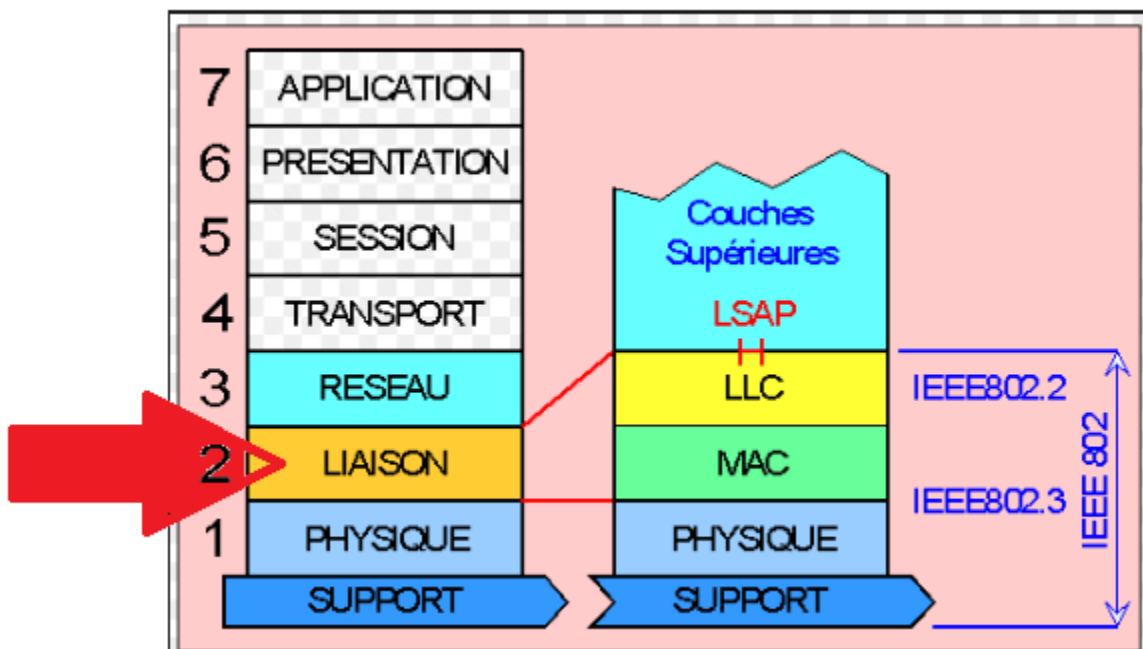 7 APPLICATION
6 PRESENTATION
5 SESSION
4 TRANSPORT
3 RESEAU
2 LIAISON
1 PHYSIQUE
SUPPORT
Couches
Supérieures
LSAP
LLC
MAC
PHYSIQUE
SUPPORT
IEEE802.2
IEEE802.3
IEEE 802